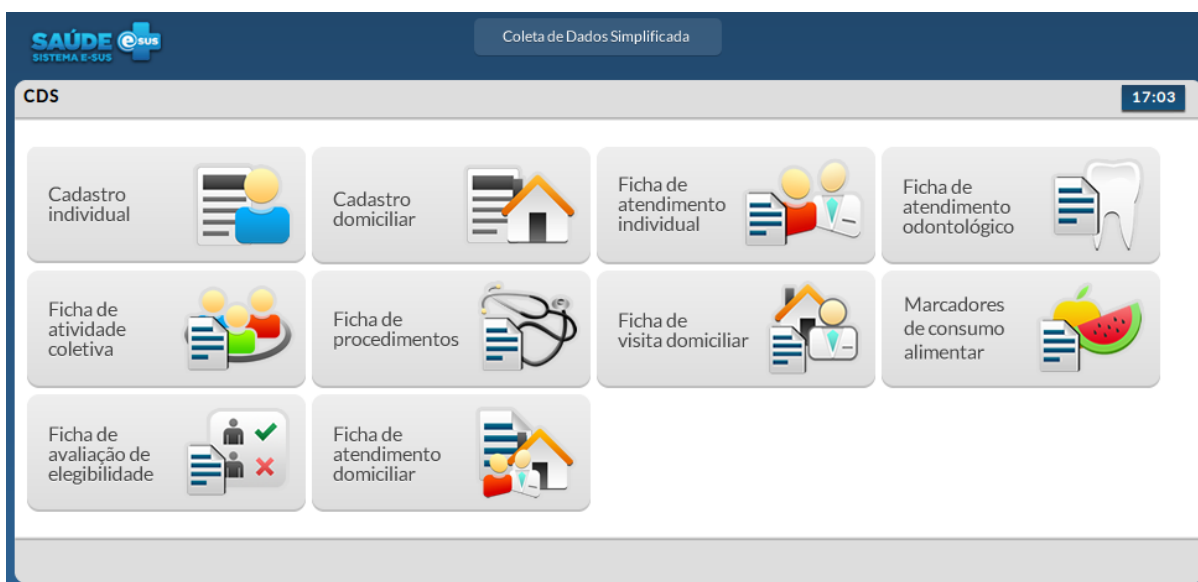 SAÚDE e sus
SISTEMA E-SUS
Coleta de Dados Simplificada
CDS
17:03
Cadastro
individual
Cadastro
domiciliar
Ficha de
atendimento
individual
Ficha de
atendimento
odontológico
Ficha de
atividade
coletiva
Ficha de
procedimentos
Ficha de
visita domiciliar
Marcadores
de consumo
alimentar
Ficha de
avaliação de
elegibilidade
Ficha de
atendimento
domiciliar